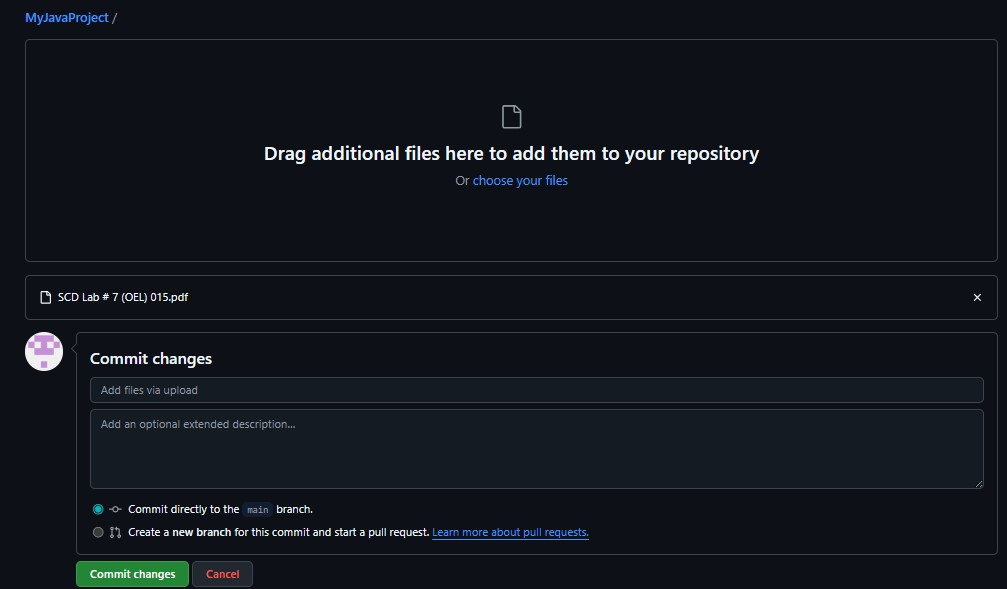 MyJavaProject /
Drag additional files here to add them to your repository
Or choose your files
SCD Lab # 7 (OEL) 015.pdf
Commit changes
Add files via upload
Add an optional extended description...
Commit directly to the main branch.
Create a new branch for this commit and start a pull request. Learn more about pull requests.
Commit changes Cancel